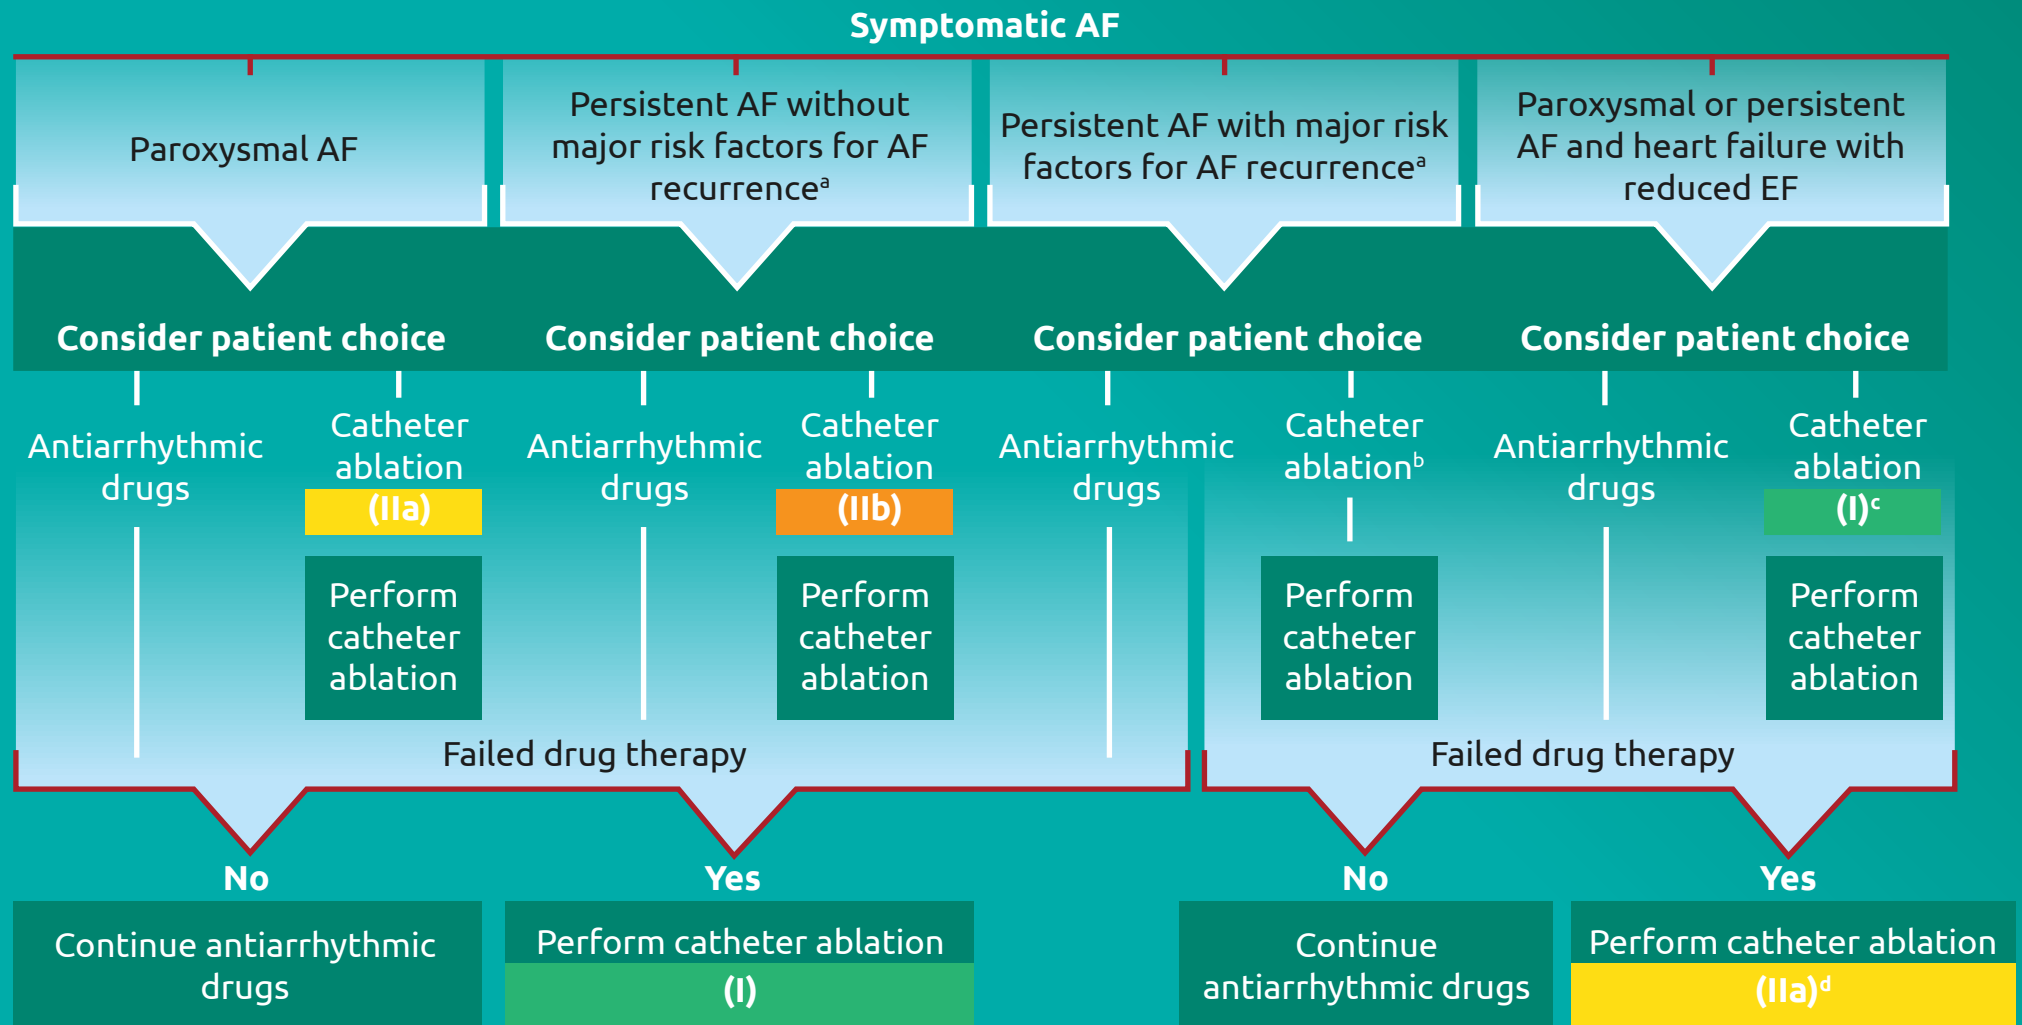 Symptomatic AF
Paroxysmal AF
Persistent AF without
major risk factors for AF
recurrenceᵃ
Persistent AF with major risk
factors for AF recurrenceᵃ
Paroxysmal or persistent
AF and heart failure with
reduced EF
Consider patient choice
Consider patient choice
Consider patient choice
Consider patient choice
Antiarrhythmic
drugs
Catheter
ablation
(IIa)
Antiarrhythmic
drugs
Catheter
ablation
(IIb)
Antiarrhythmic
drugs
Catheter
ablationᵇ
Antiarrhythmic
drugs
Catheter
ablation
(I)ᶜ
Perform
catheter
ablation
Perform
catheter
ablation
Perform
catheter
ablation
Perform
catheter
ablation
Failed drug therapy
Failed drug therapy
No
Yes
No
Yes
Continue antiarrhythmic
drugs
Perform catheter ablation
(I)
Continue
antiarrhythmic drugs
Perform catheter ablation
(IIa)ᵈ